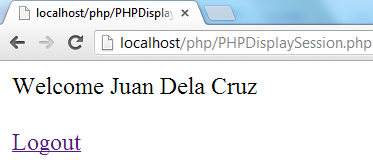 localhost/php/PHPDisplay
localhost/php/PHPDisplaySession.php
Welcome Juan Dela Cruz
Logout